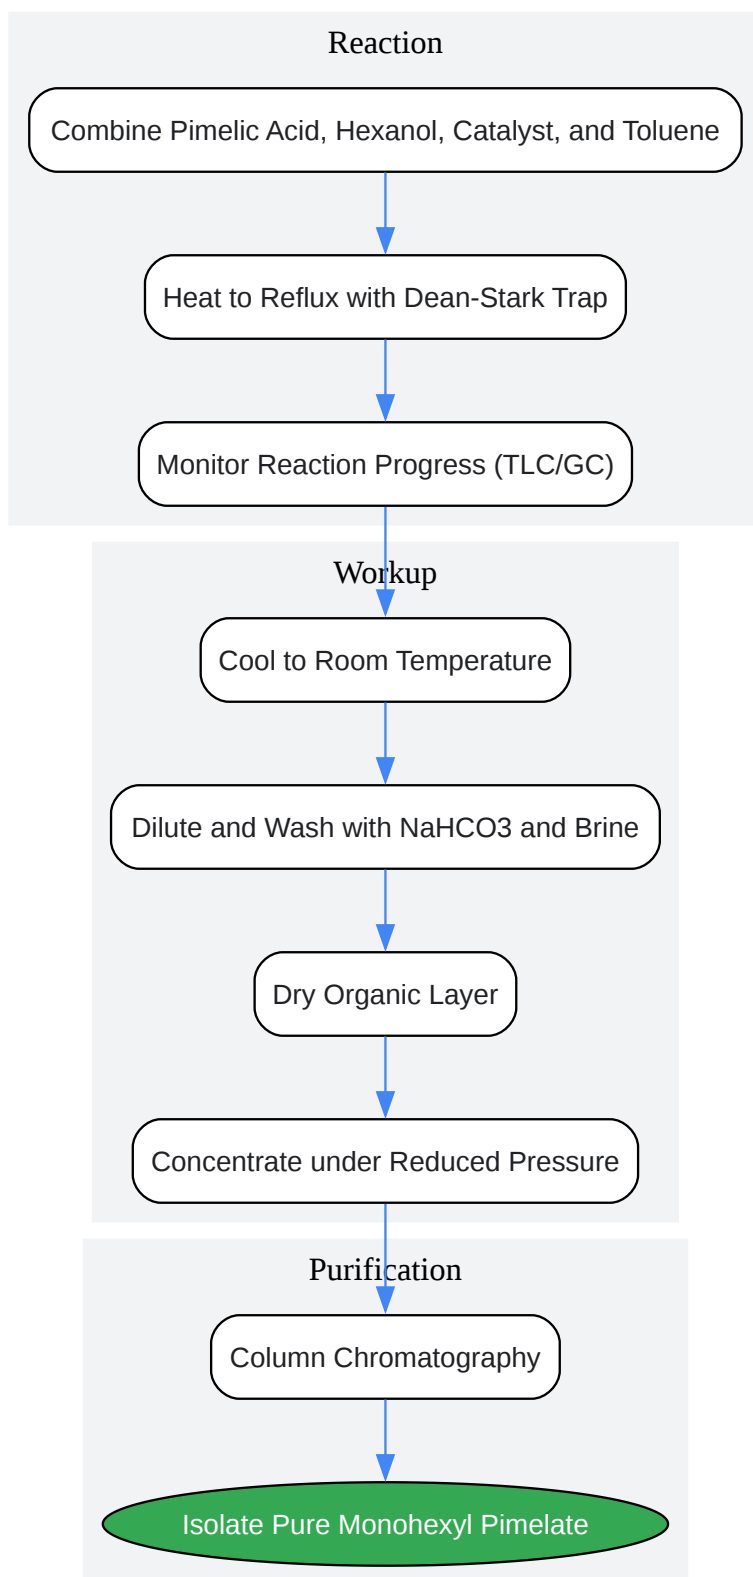 Reaction
Combine Pimelic Acid, Hexanol, Catalyst, and Toluene
Heat to Reflux with Dean-Stark Trap
Monitor Reaction Progress (TLC/GC)
Workup
Cool to Room Temperature
Dilute and Wash with NaHCO3 and Brine
Dry Organic Layer
Concentrate under Reduced Pressure
Purification
Column Chromatography
Isolate Pure Monohexyl Pimelate